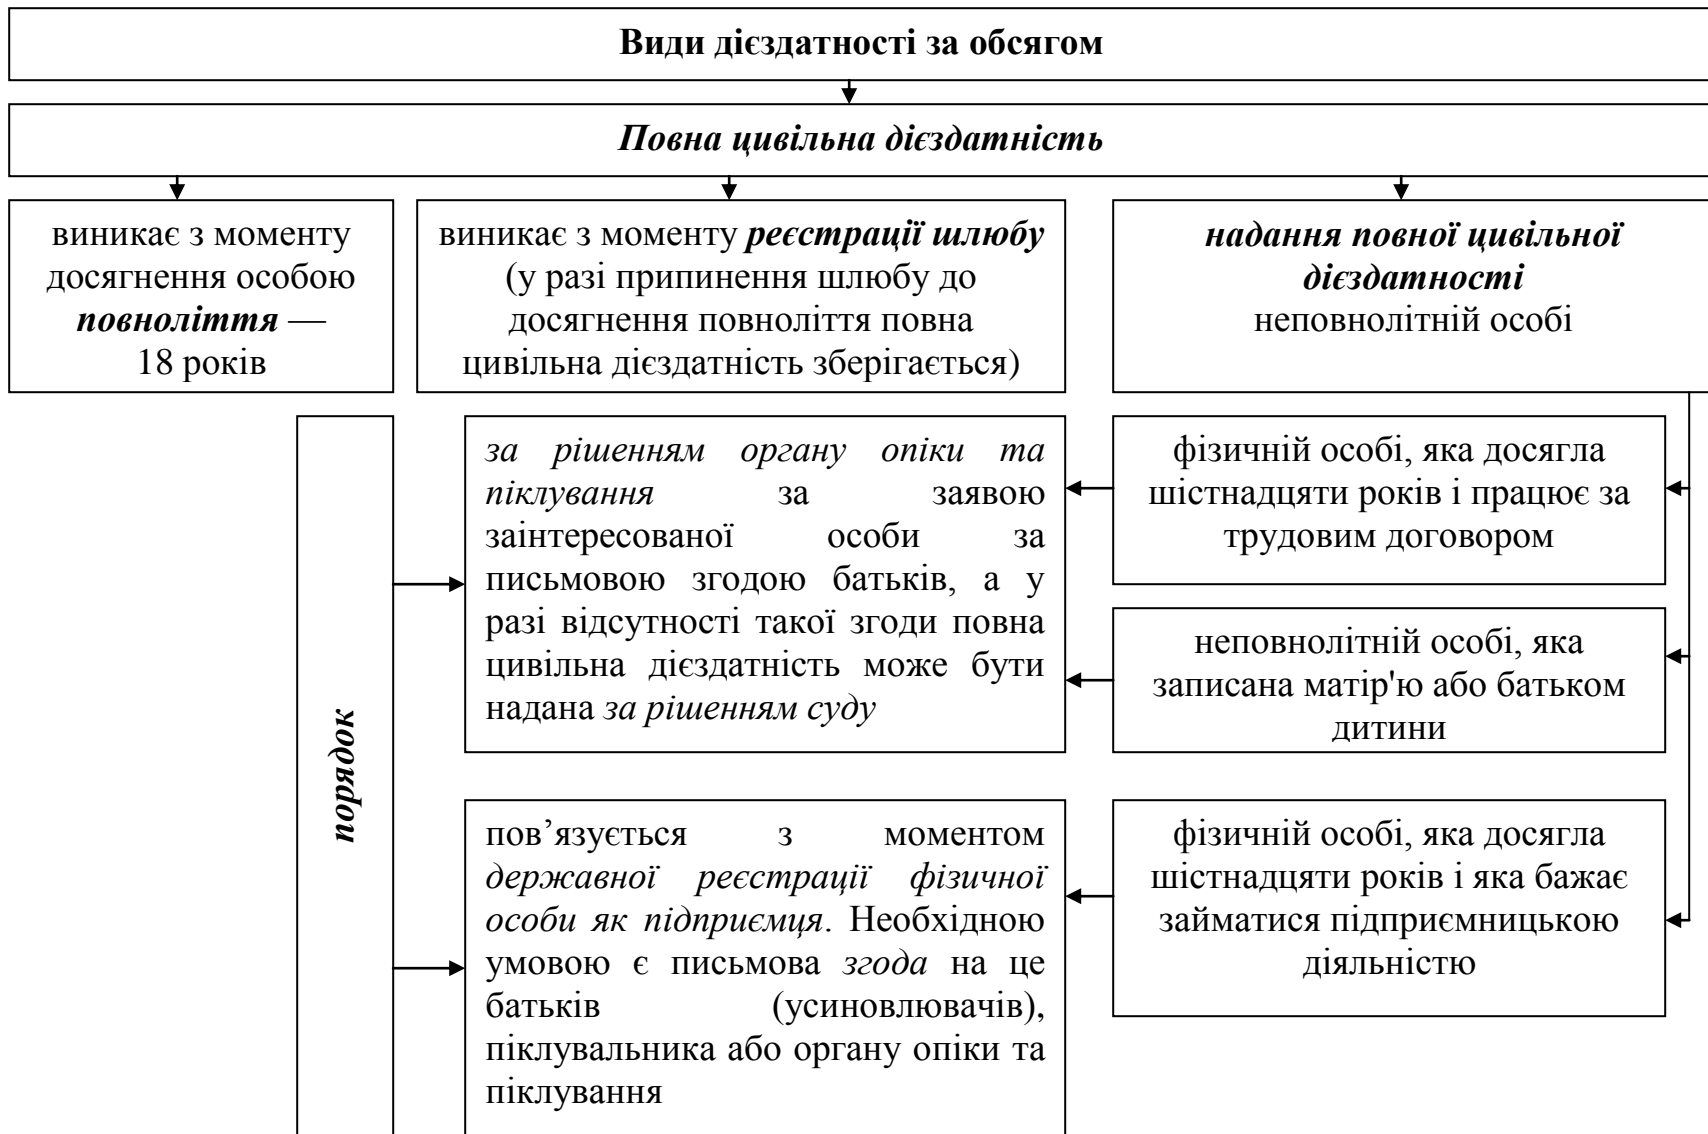 Види дієздатності за обсягом
Повна цивільна дієздатність
виникає з моменту
досягнення особою
повноліття —
18 років
виникає з моменту реєстрації шлюбу
(у разі припинення шлюбу до
досягнення повноліття повна
цивільна дієздатність зберігається)
надання повної цивільної
дієздатності
неповнолітній особі
порядок
за рішенням органу опіки та
піклування за заявою
заінтересованої особи за
письмовою згодою батьків, а у
разі відсутності такої згоди повна
цивільна дієздатність може бути
надана за рішенням суду
фізичній особі, яка досягла
шістнадцяти років і працює за
трудовим договором
неповнолітній особі, яка
записана матір'ю або батьком
дитини
пов’язується з моментом
державної реєстрації фізичної
особи як підприємця. Необхідною
умовою є письмова згода на це
батьків (усиновлювачів),
піклувальника або органу опіки та
піклування
фізичній особі, яка досягла
шістнадцяти років і яка бажає
займатися підприємницькою
діяльністю